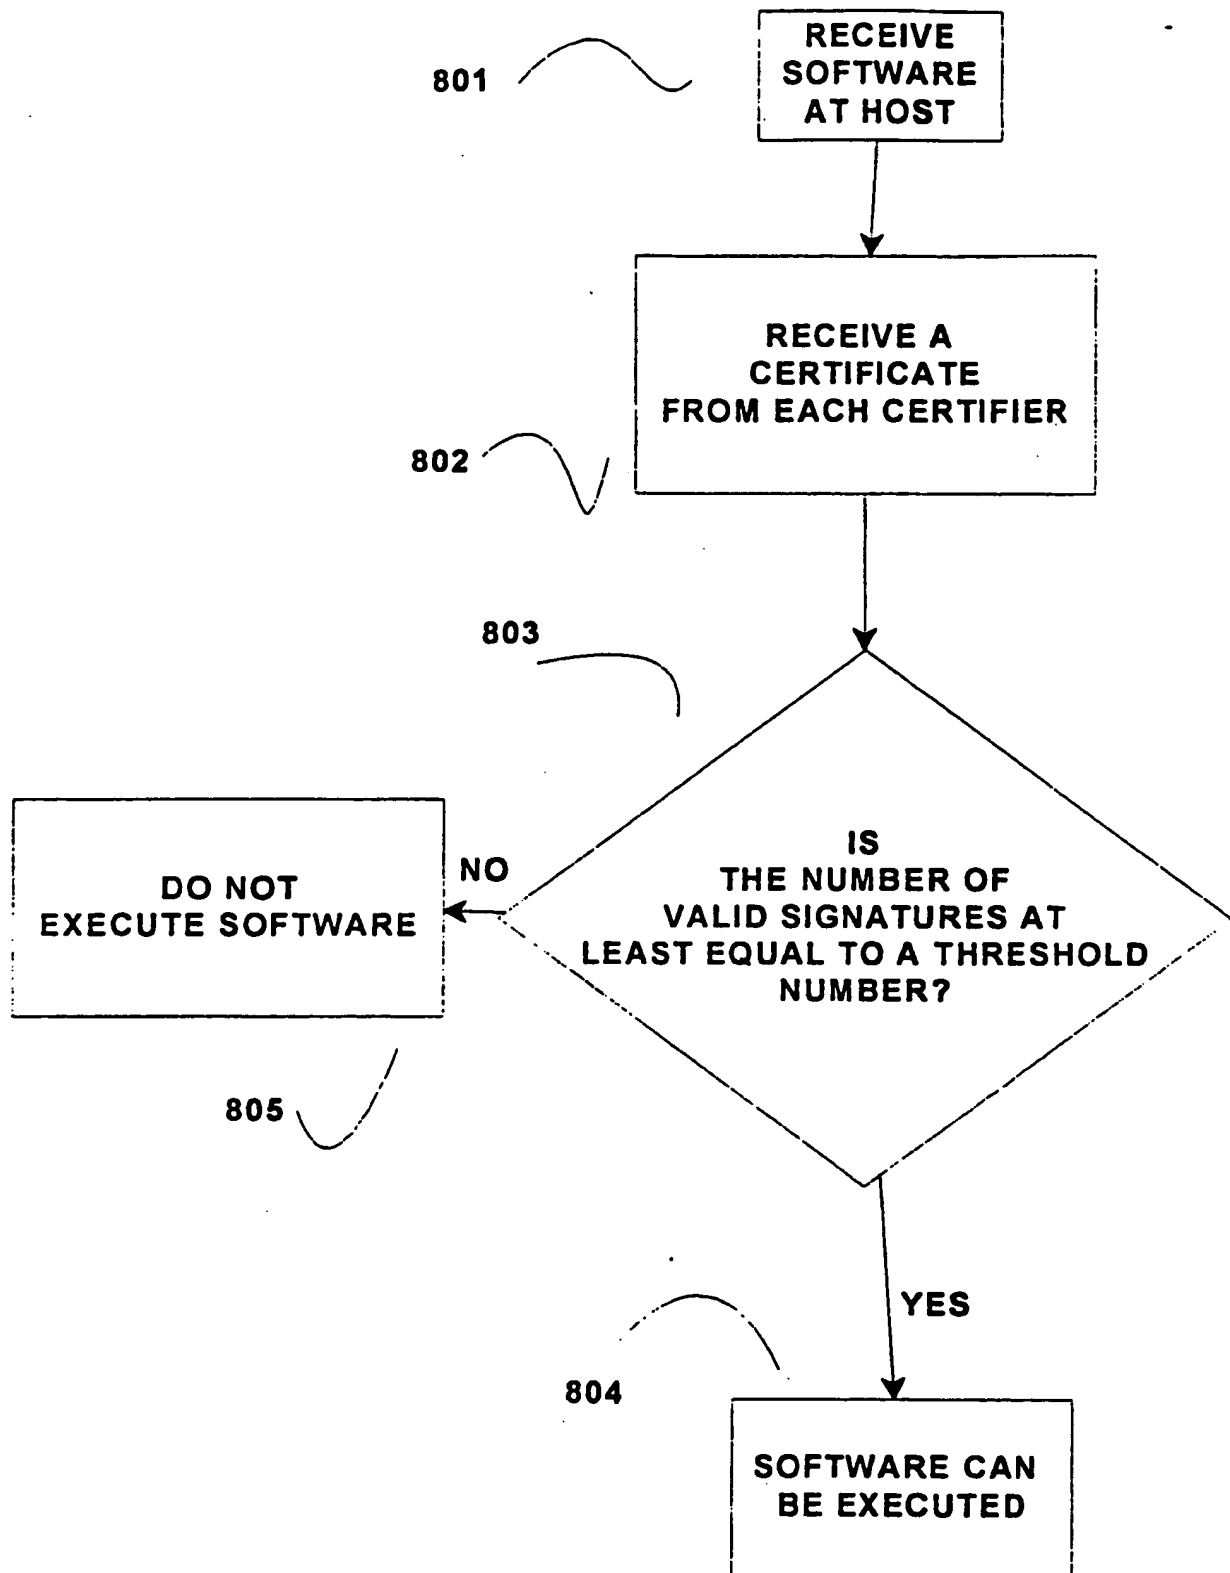 RECEIVE
SOFTWARE
AT HOST
801
RECEIVE A
CERTIFICATE
FROM EACH CERTIFIER
802
803
IS
THE NUMBER OF
VALID SIGNATURES AT
LEAST EQUAL TO A THRESHOLD
NUMBER?
NO
DO NOT
EXECUTE SOFTWARE
805
YES
804
SOFTWARE CAN
BE EXECUTED